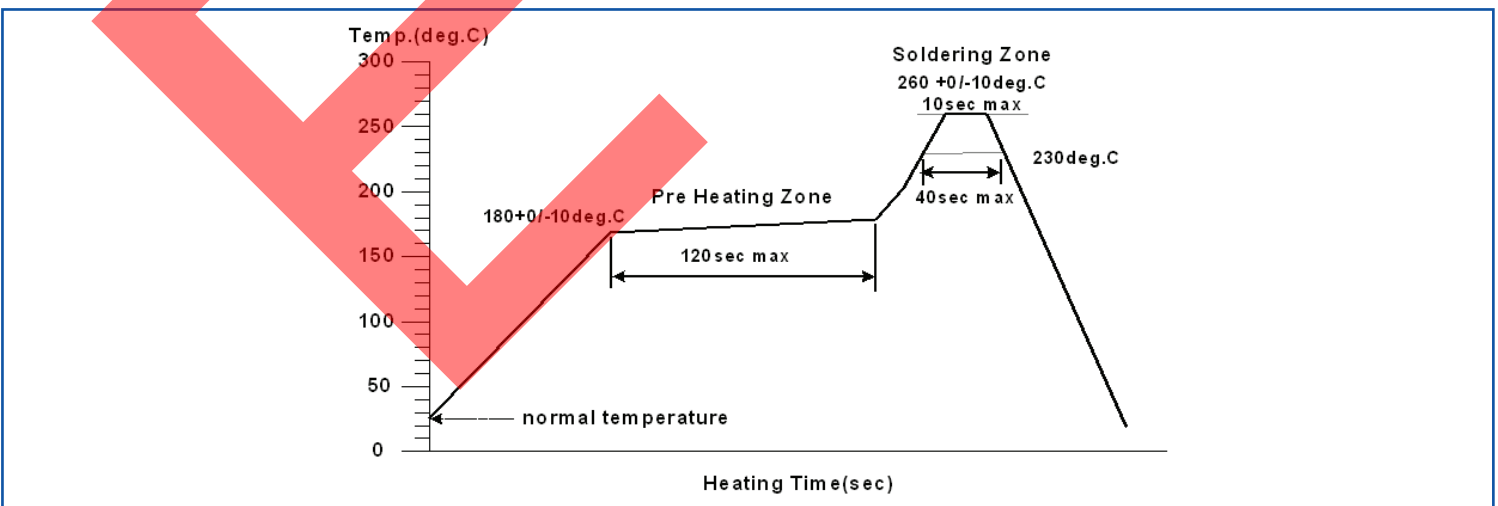 Temp.(deg.C)
300
250
200
150
100
50
0
Soldering Zone
260 +0/-10deg.C
10sec max
230deg.C
40sec max
Pre Heating Zone
180+0/-10deg.C
120sec max
normal temperature
Heating Time(sec)